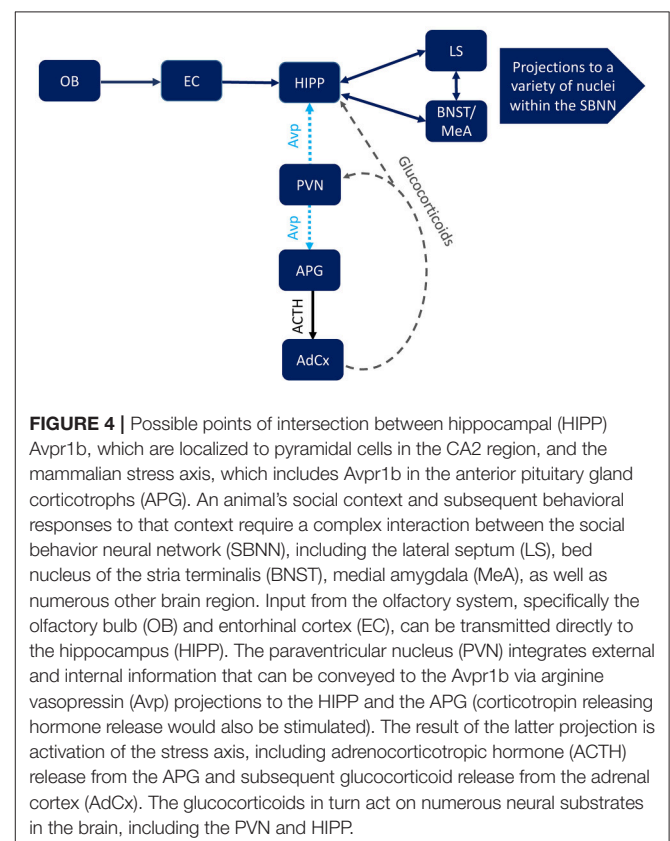 OB
EC
HIPP
LS
BNST/
MeA
Projections to a
variety of nuclei
within the SBNN
Avp
Glucocorticoids
PVN
Avp
APG
ACTH
AdCx
FIGURE 4 | Possible points of intersection between hippocampal (HIPP)
Avpr1b, which are localized to pyramidal cells in the CA2 region, and the
mammalian stress axis, which includes Avpr1b in the anterior pituitary gland
corticotrophs (APG). An animal's social context and subsequent behavioral
responses to that context require a complex interaction between the social
behavior neural network (SBNN), including the lateral septum (LS), bed
nucleus of the stria terminalis (BNST), medial amygdala (MeA), as well as
numerous other brain region. Input from the olfactory system, specifically the
olfactory bulb (OB) and entorhinal cortex (EC), can be transmitted directly to
the hippocampus (HIPP). The paraventricular nucleus (PVN) integrates external
and internal information that can be conveyed to the Avpr1b via arginine
vasopressin (Avp) projections to the HIPP and the APG (corticotropin releasing
hormone release would also be stimulated). The result of the latter projection is
activation of the stress axis, including adrenocorticotropic hormone (ACTH)
release from the APG and subsequent glucocorticoid release from the adrenal
cortex (AdCx). The glucocorticoids in turn act on numerous neural substrates
in the brain, including the PVN and HIPP.